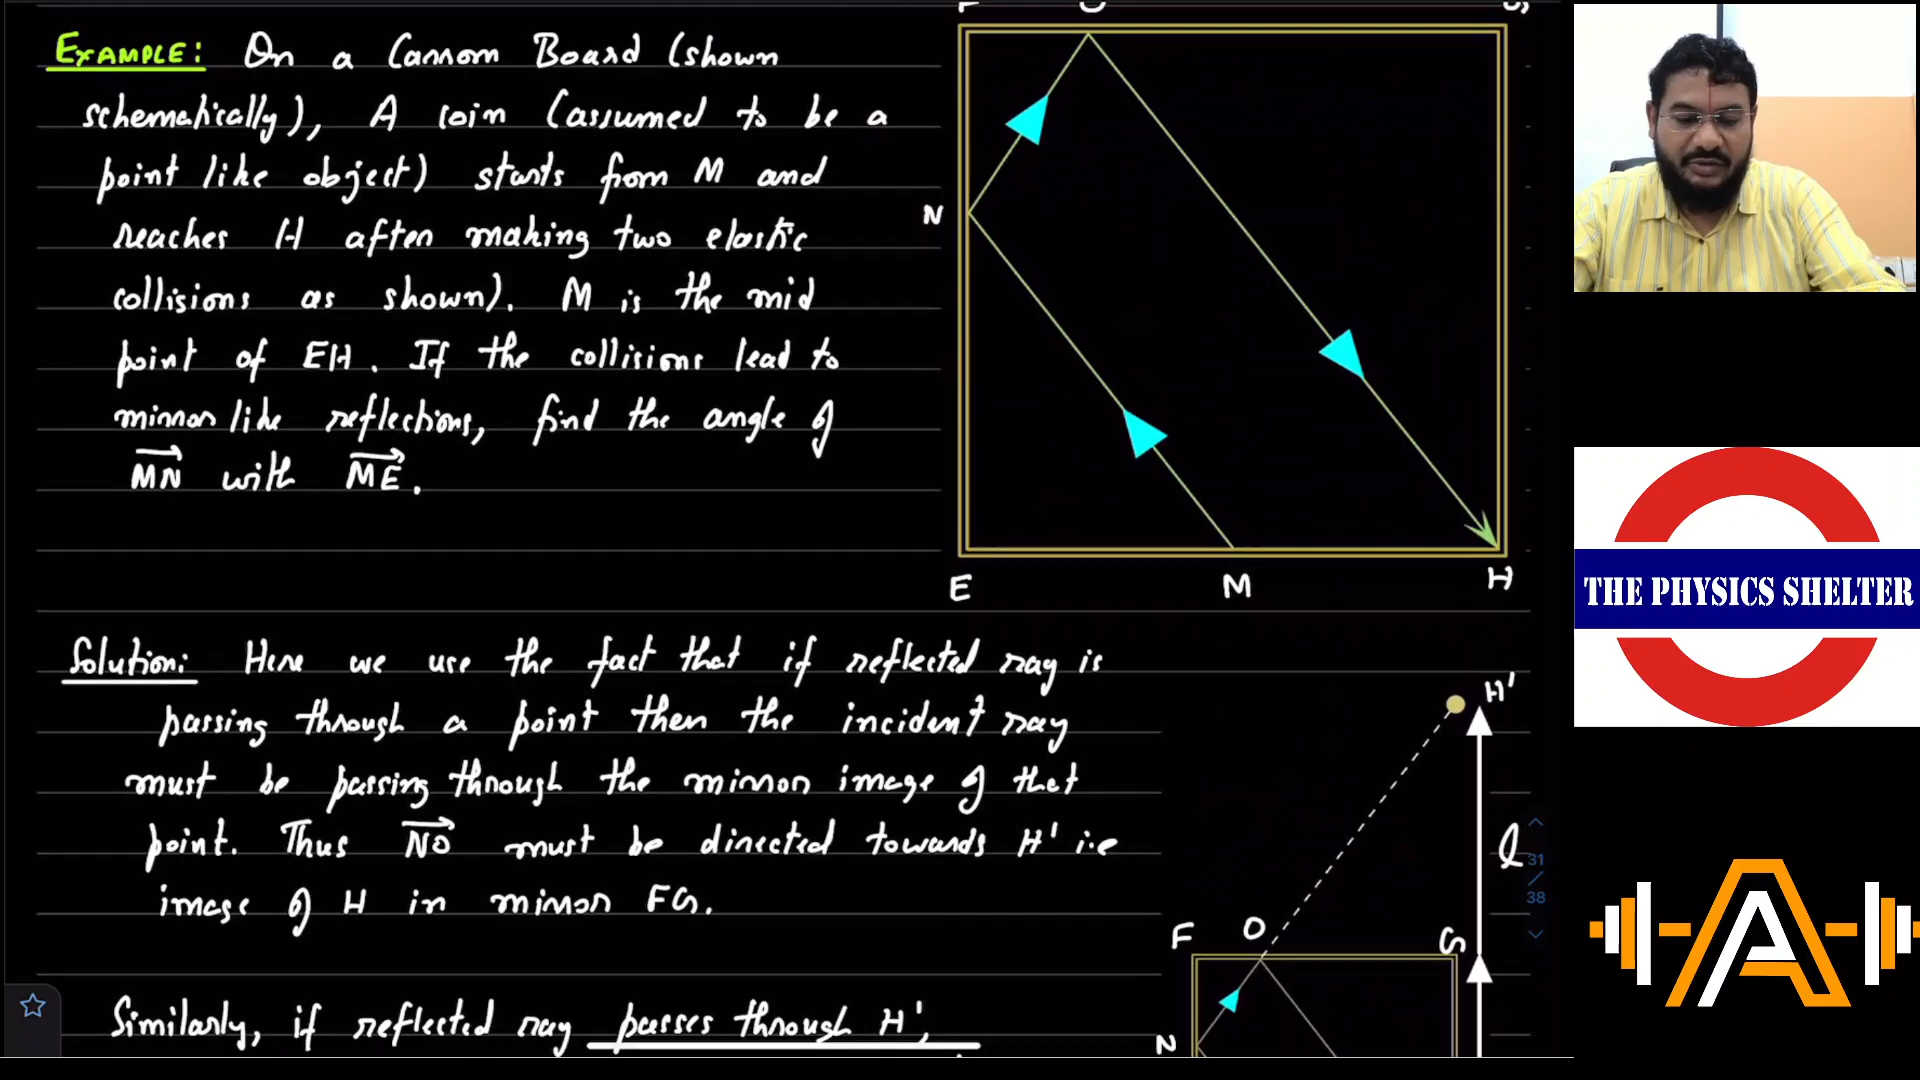 EXAMPLE: On a Carrom Board (shown
schematically), A coin (assumed to be a
point like object) starts from M and
reaches H after making two elastic
collisions as shown). M is the mid
point of EH. If the collisions lead to
mirror like reflections, find the angle of
MN with ME.
N
E
M
H
Solution: Here we use the fact that if reflected ray is
passing through a point then the incident ray
must be passing through the mirror image of that
point. Thus NO must be directed towards H' i.e
image of H in mirror FG.
Similarly, if reflected ray passes through H',
H'
l
F
O
G
N
31
/
38
THE PHYSICS SHELTER
A